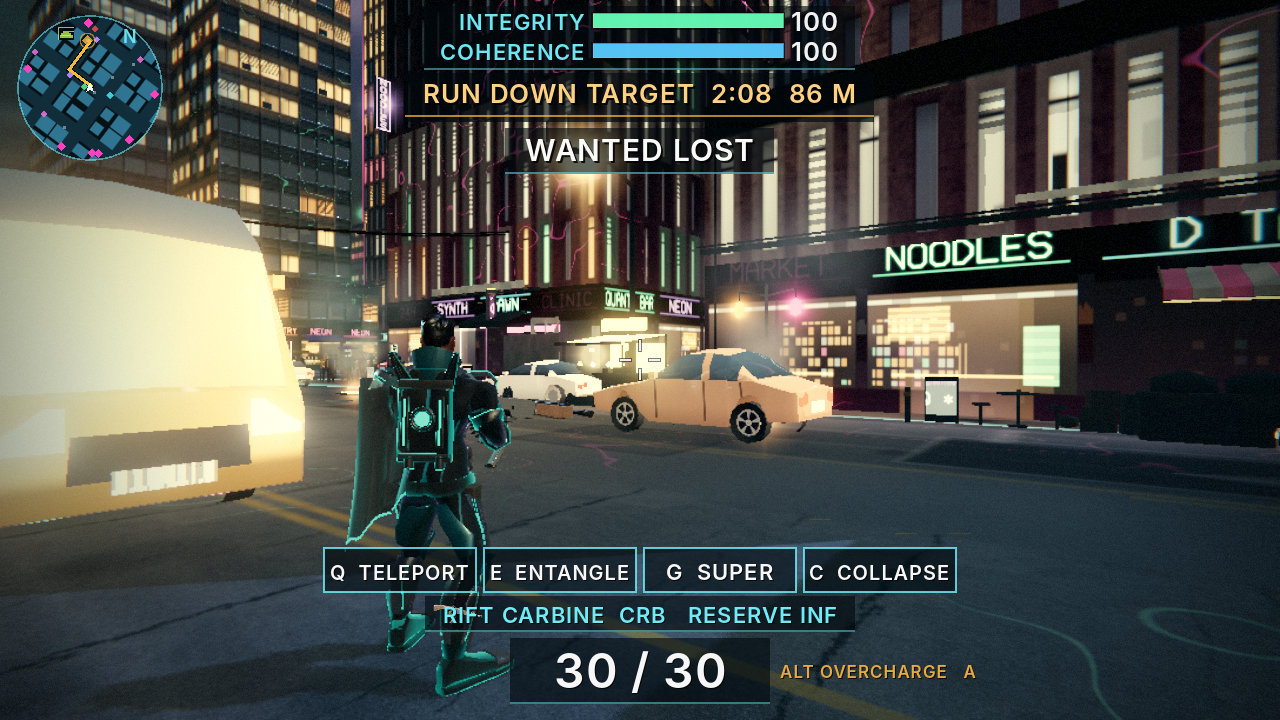 N
INTEGRITY 100
COHERENCE 100
RUN DOWN TARGET 2:08 86 M
WANTED LOST
NOODLES
D T
MARKET
SYNTH
CLINIC
QUANT
BAR
NEON
NEON
NEON
Q TELEPORT
E ENTANGLE
G SUPER
C COLLAPSE
RIFT CARBINE CRB RESERVE INF
30 / 30
ALT OVERCHARGE A